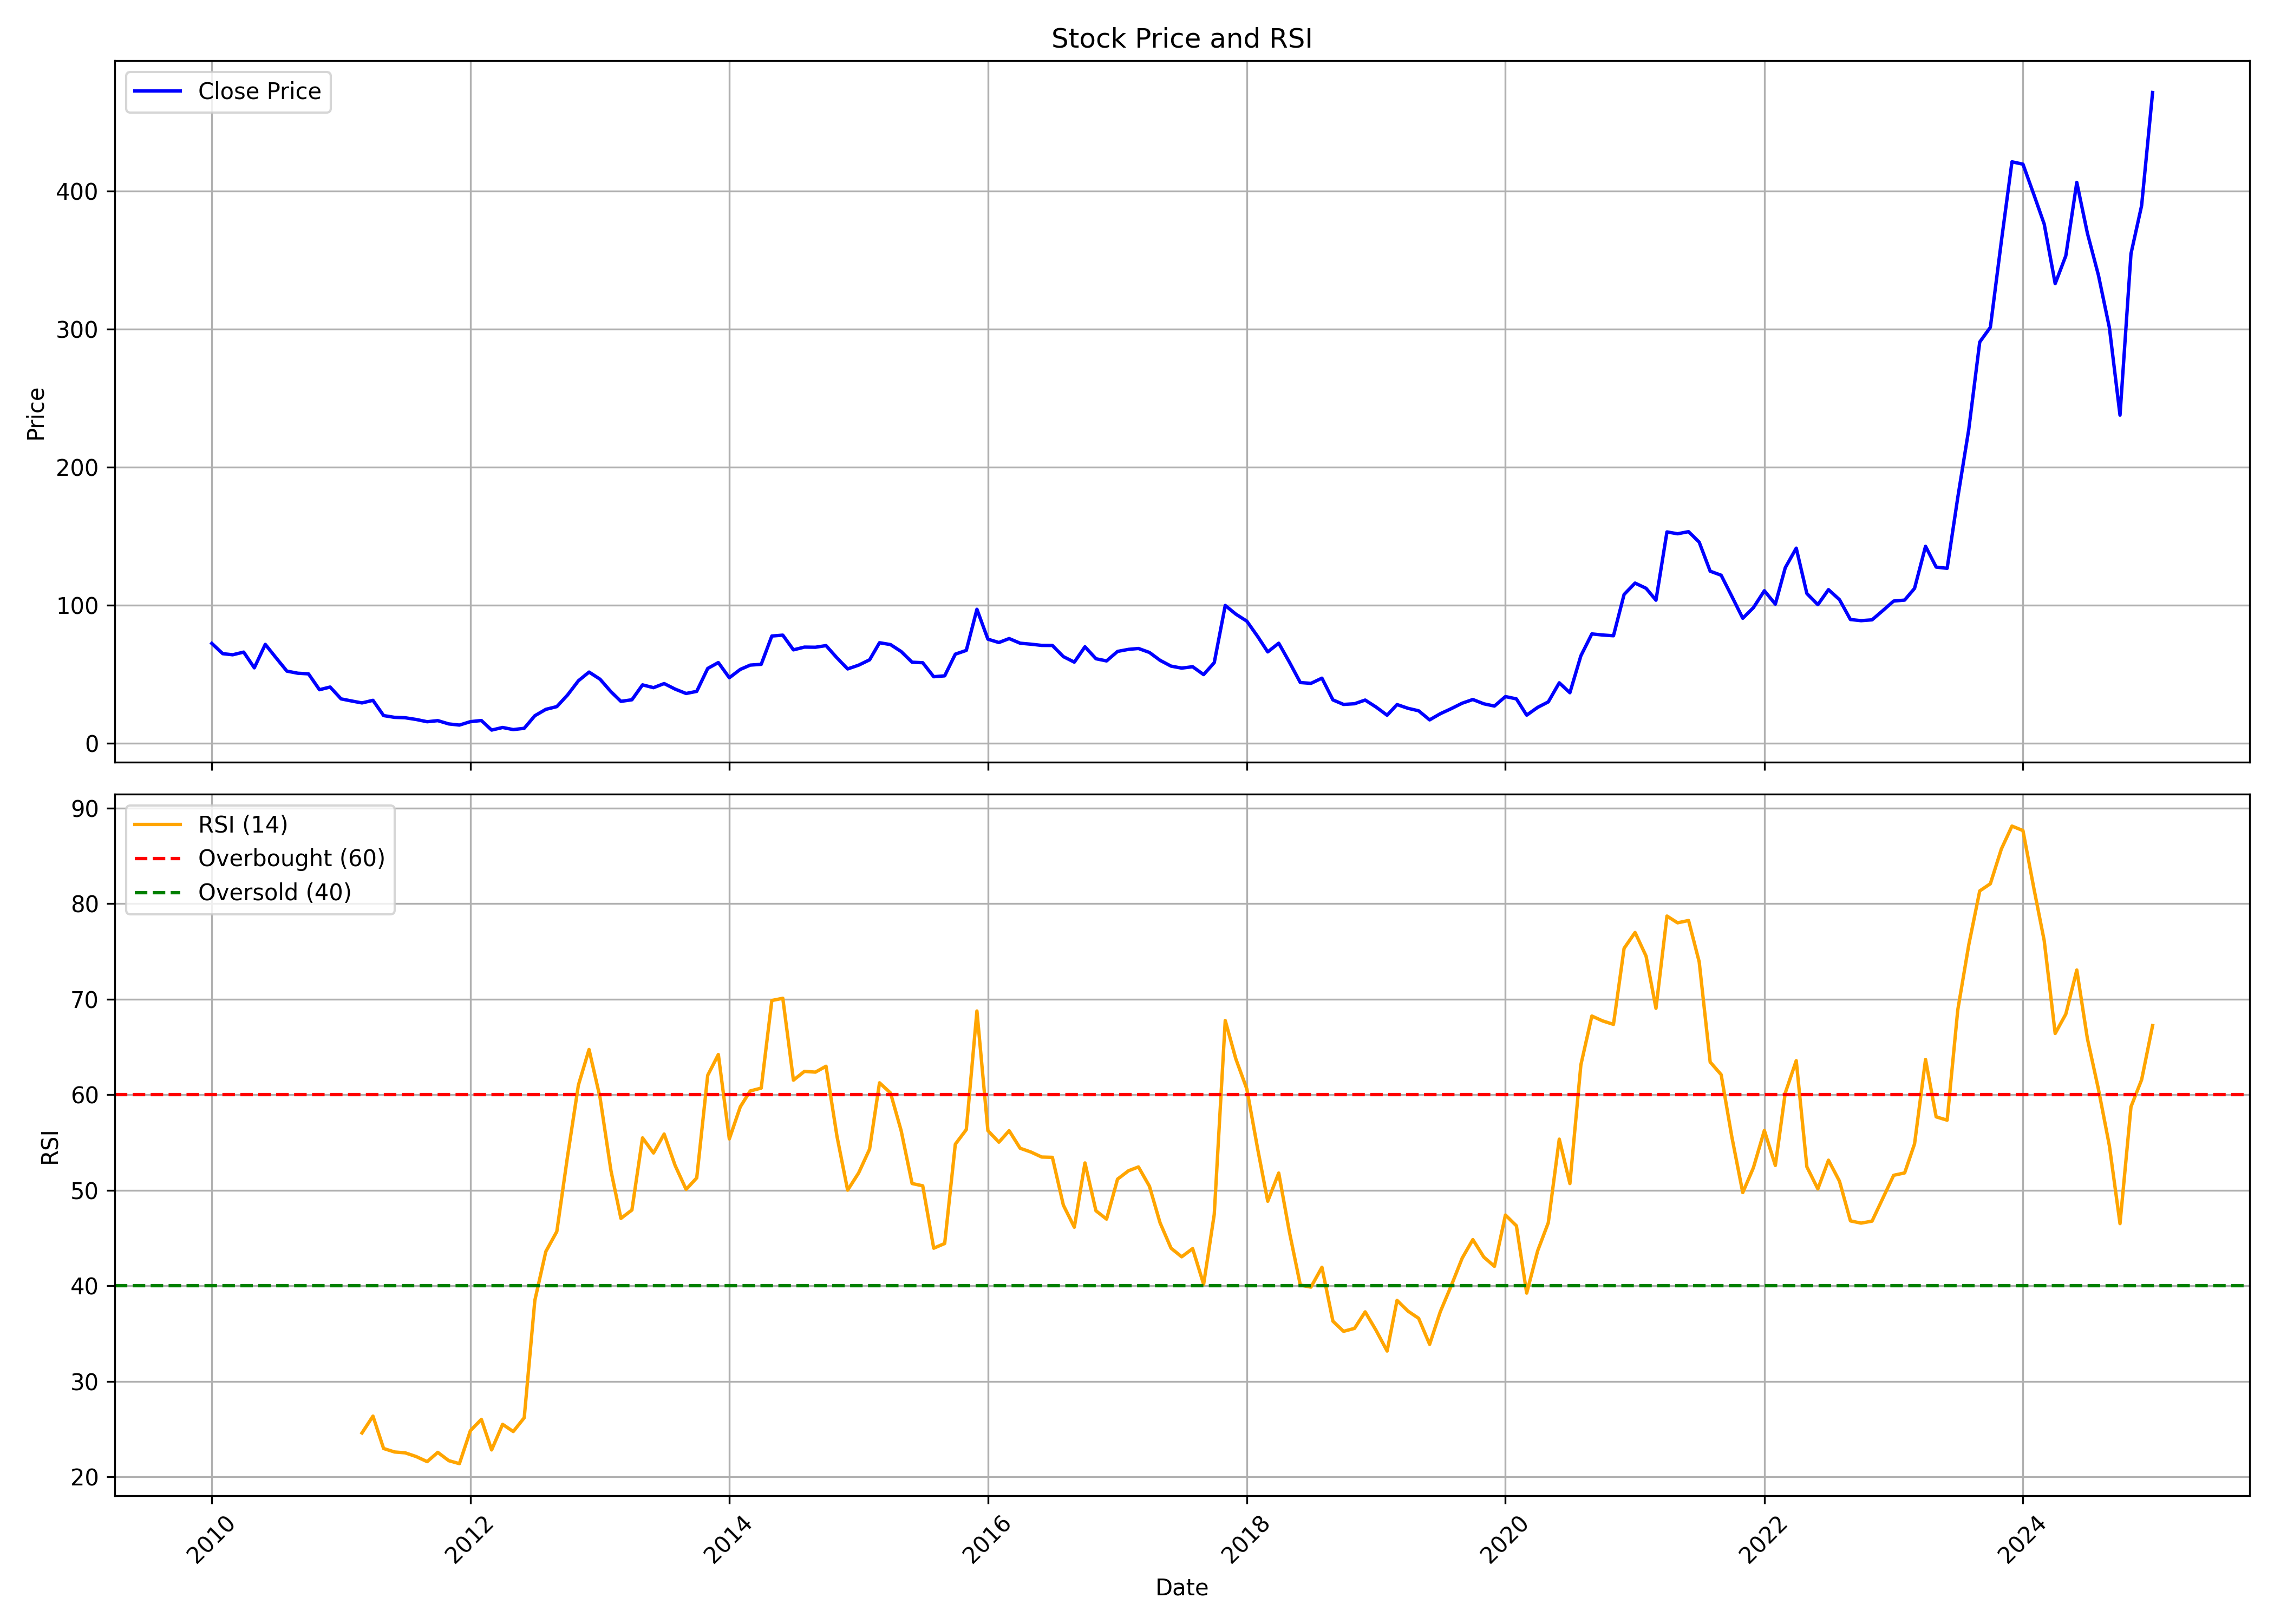 Stock Price and RSI
Close Price
Price
400
300
200
100
0
RSI (14)
Overbought (60)
Oversold (40)
RSI
90
80
70
60
50
40
30
20
2010
2012
2014
2016
2018
2020
2022
2024
Date